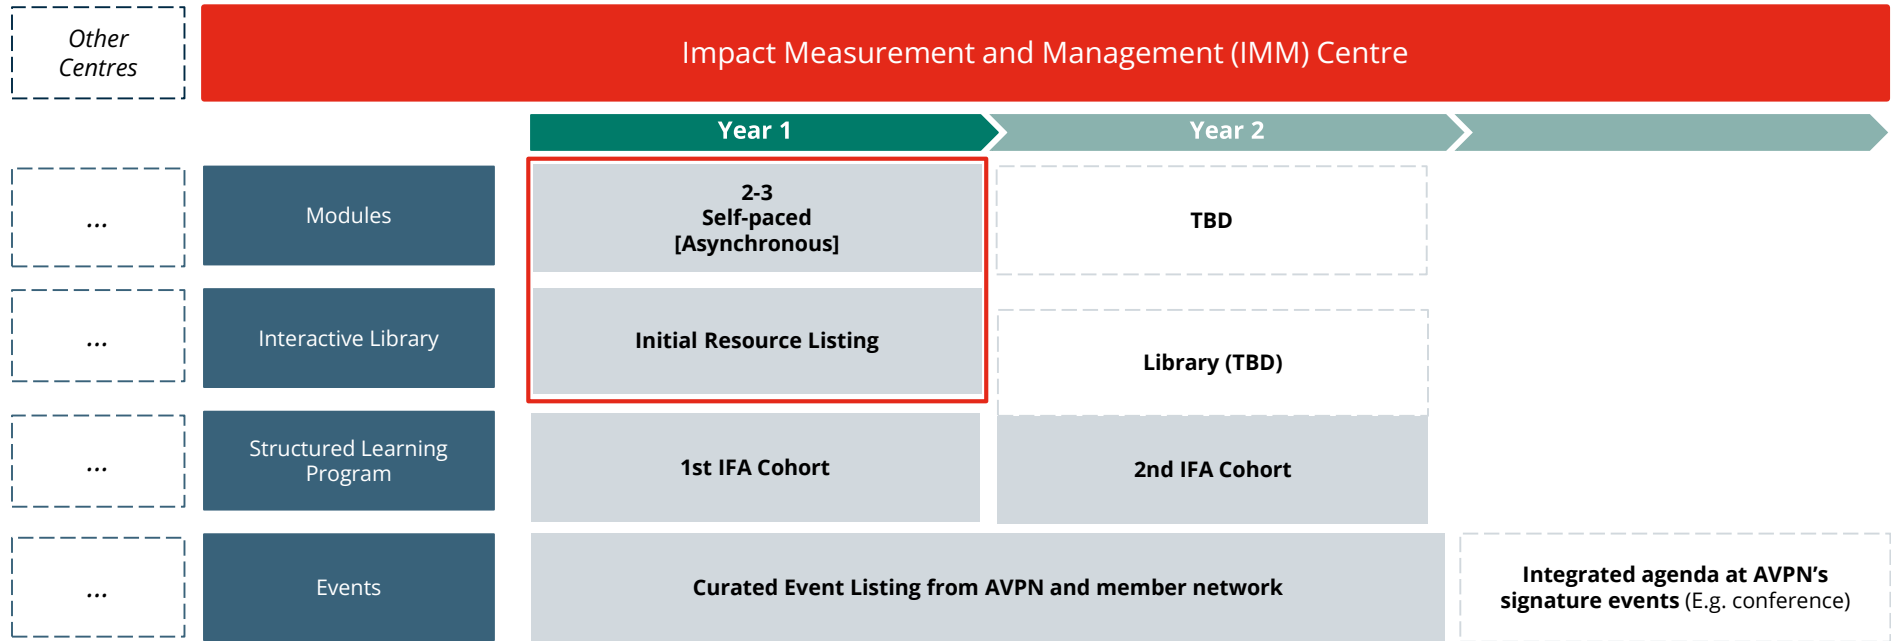 Other
Centres
Impact Measurement and Management (IMM) Centre
Year 1
Year 2
...
Modules
2-3
Self-paced
[Asynchronous]
TBD
...
Interactive Library
Initial Resource Listing
Library (TBD)
...
Structured Learning
Program
1st IFA Cohort
2nd IFA Cohort
...
Events
Curated Event Listing from AVPN and member network
Integrated agenda at AVPN’s
signature events (E.g. conference)